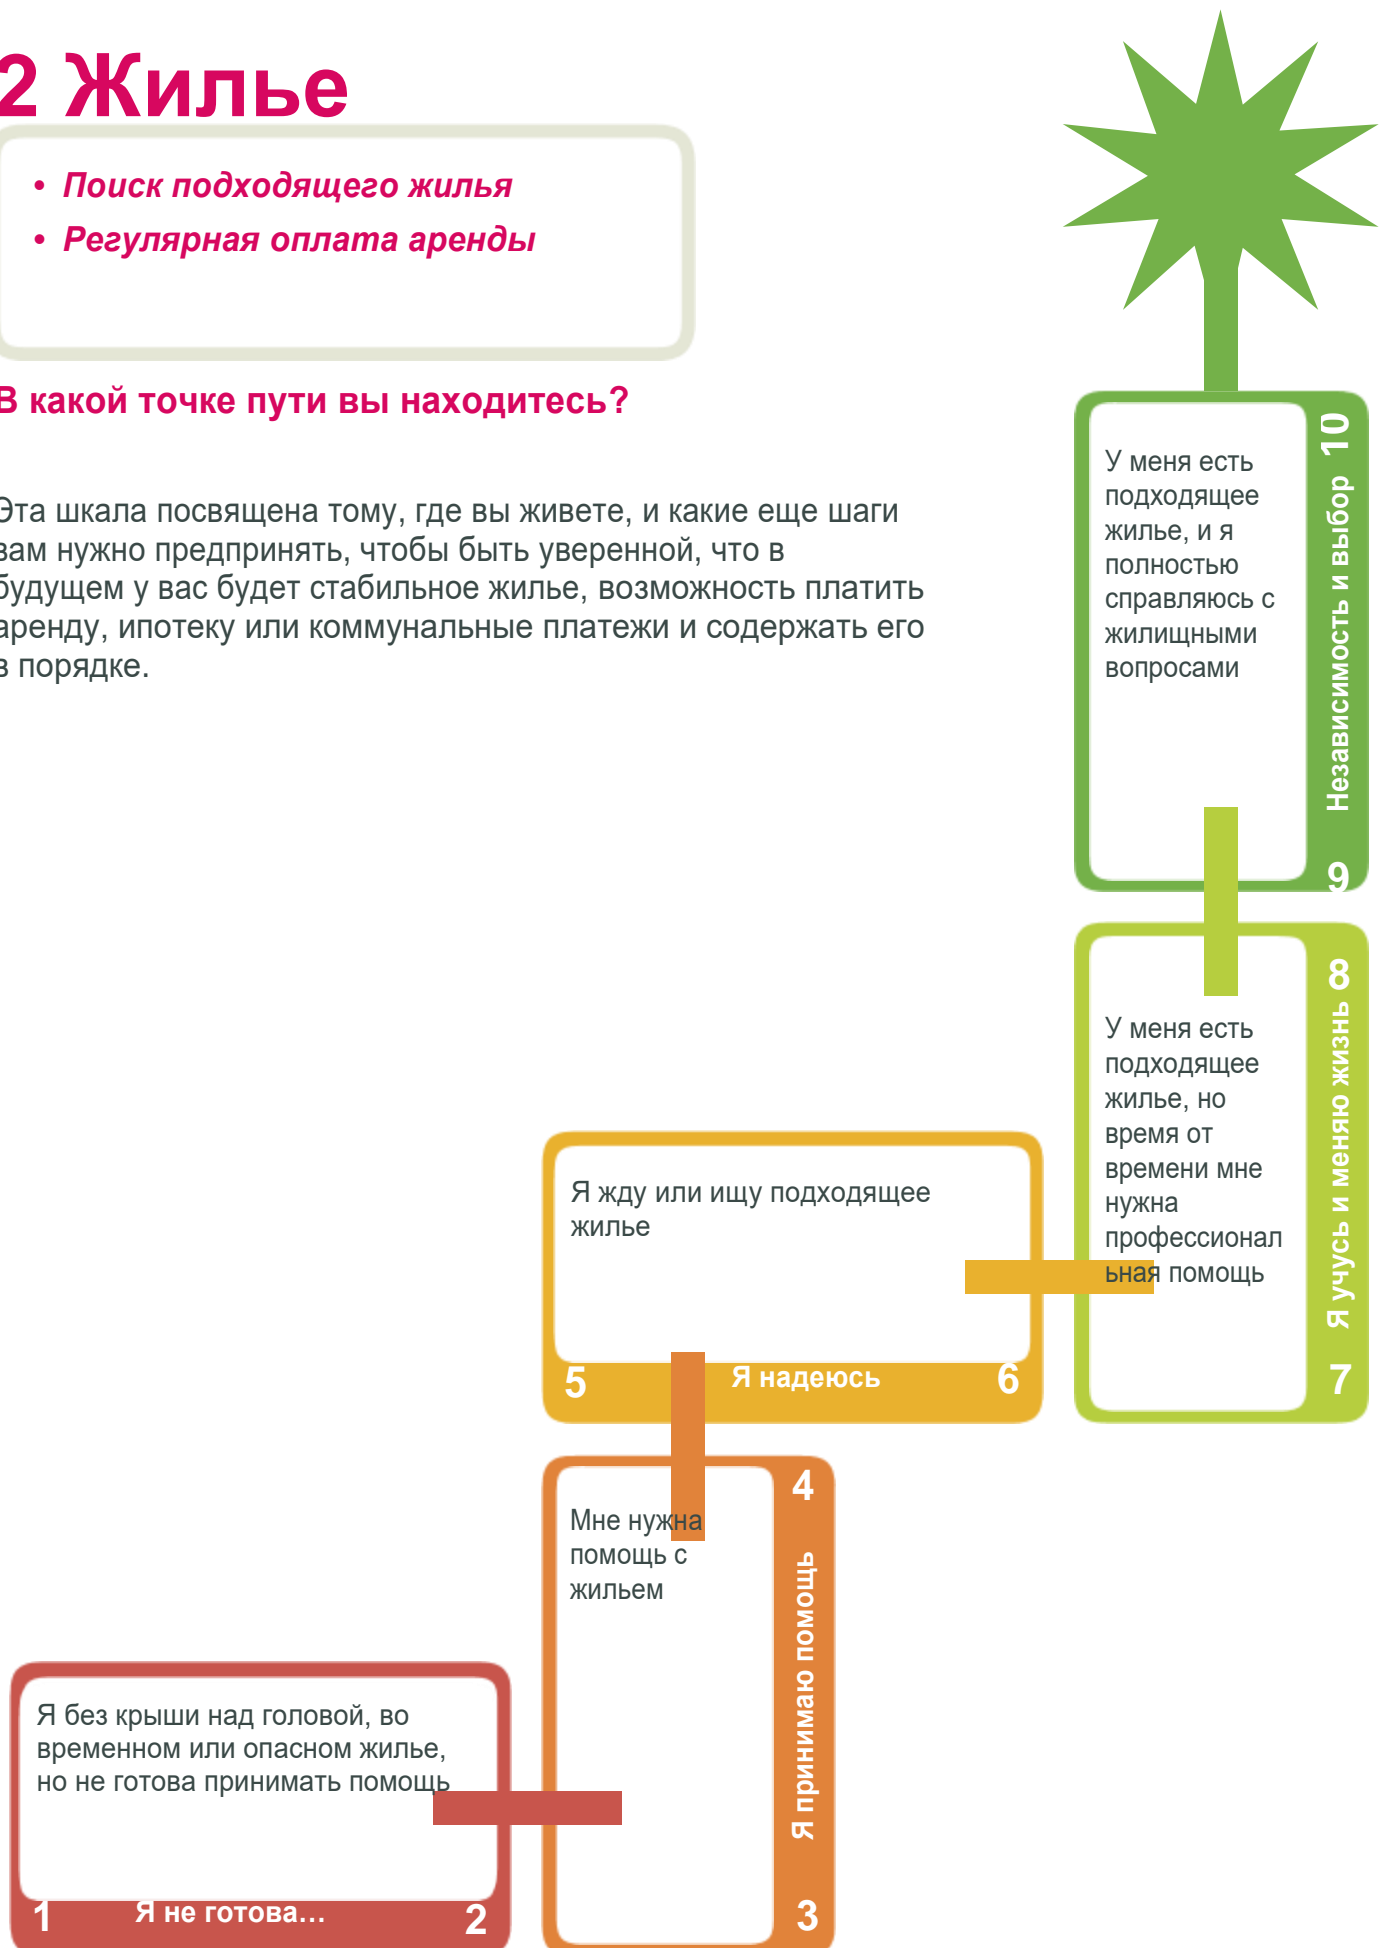 2 Жилье
• Поиск подходящего жилья
• Регулярная оплата аренды
В какой точке пути вы находитесь?
Эта шкала посвящена тому, где вы живете, и какие еще шаги
вам нужно предпринять, чтобы быть уверенной, что в
будущем у вас будет стабильное жилье, возможность платить
аренду, ипотеку или коммунальные платежи и содержать его
в порядке.
У меня есть
подходящее
жилье, и я
полностью
справляюсь с
жилищными
вопросами
10
Независимость и выбор
9
У меня есть
подходящее
жилье, но
время от
времени мне
нужна
профессионал
ьная помощь
8
Я учусь и меняю жизнь
7
Я жду или ищу подходящее
жилье
5
Я надеюсь
6
Мне нужна
помощь с
жильем
4
Я принимаю помощь
3
Я без крыши над головой, во
временном или опасном жилье,
но не готова принимать помощь
1
Я не готова…
2